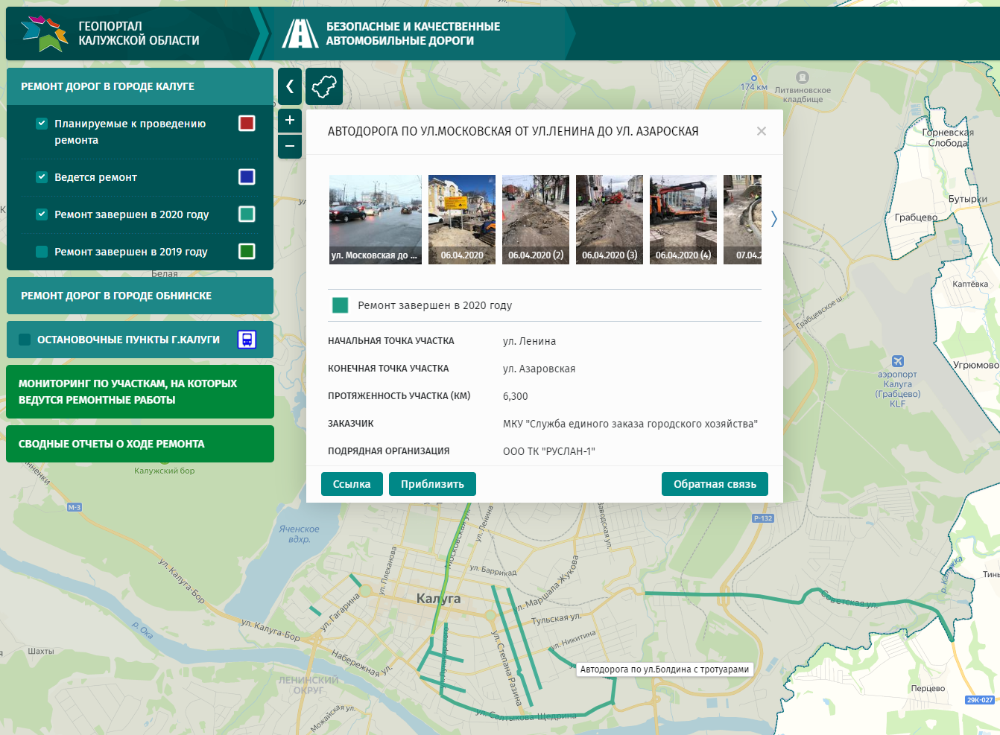 ГЕОПОРТАЛ
КАЛУЖСКОЙ ОБЛАСТИ
БЕЗОПАСНЫЕ И КАЧЕСТВЕННЫЕ
АВТОМОБИЛЬНЫЕ ДОРОГИ
РЕМОНТ ДОРОГ В ГОРОДЕ КАЛУГЕ
Планируемые к проведению
ремонта
Ведется ремонт
Ремонт завершен в 2020 году
Ремонт завершен в 2019 году
Белая
РЕМОНТ ДОРОГ В ГОРОДЕ ОБНИНСКЕ
ОСТАНОВОЧНЫЕ ПУНКТЫ Г.КАЛУГИ
МОНИТОРИНГ ПО УЧАСТКАМ, НА КОТОРЫХ
ВЕДУТСЯ РЕМОНТНЫЕ РАБОТЫ
СВОДНЫЕ ОТЧЕТЫ О ХОДЕ РЕМОНТА
АВТОДОРОГА ПО УЛ.МОСКОВСКАЯ ОТ УЛ.ЛЕНИНА ДО УЛ. АЗАРОСКАЯ
ул. Московская до ...
06.04.2020
06.04.2020 (2)
06.04.2020 (3)
06.04.2020 (4)
07.04.2
Ремонт завершен в 2020 году
НАЧАЛЬНАЯ ТОЧКА УЧАСТКА ул. Ленина
КОНЕЧНАЯ ТОЧКА УЧАСТКА ул. Азаровская
ПРОТЯЖЕННОСТЬ УЧАСТКА (КМ) 6,300
ЗАКАЗЧИК МКУ "Служба единого заказа городского хозяйства"
ПОДРЯДНАЯ ОРГАНИЗАЦИЯ ООО ТК "РУСЛАН-1"
Ссылка
Приблизить
Обратная связь
174 км
Литвиновское
кладбище
Горневская
Слобода
Бутырки
Грабцево
Каптёвка
Грабцевское ш.
Угрюмово
аэропорт
Калуга
(Грабцево)
KLF
Калужский бор
М-3
Р-132
Яченское
вдхр.
Московская ул.
ул. Ленина
ул. Плеханова
ул. Баррикад
ул. Маршала Жукова
Калуга
ул. Гагарина
ул. Калуга-Бор
ул. Калуга-Бор
р. Ока
Тульская ул.
ул. Никитина
ул. Степана Разина
Советская ул.
р. Калужка
Шахты
Набережная ул.
ЛЕНИНСКИЙ
ОКРУГ
Автодорога по ул.Болдина с тротуарами
Перцево
29К-027
Можайская ул.
ул. Салтыкова-Щедрина